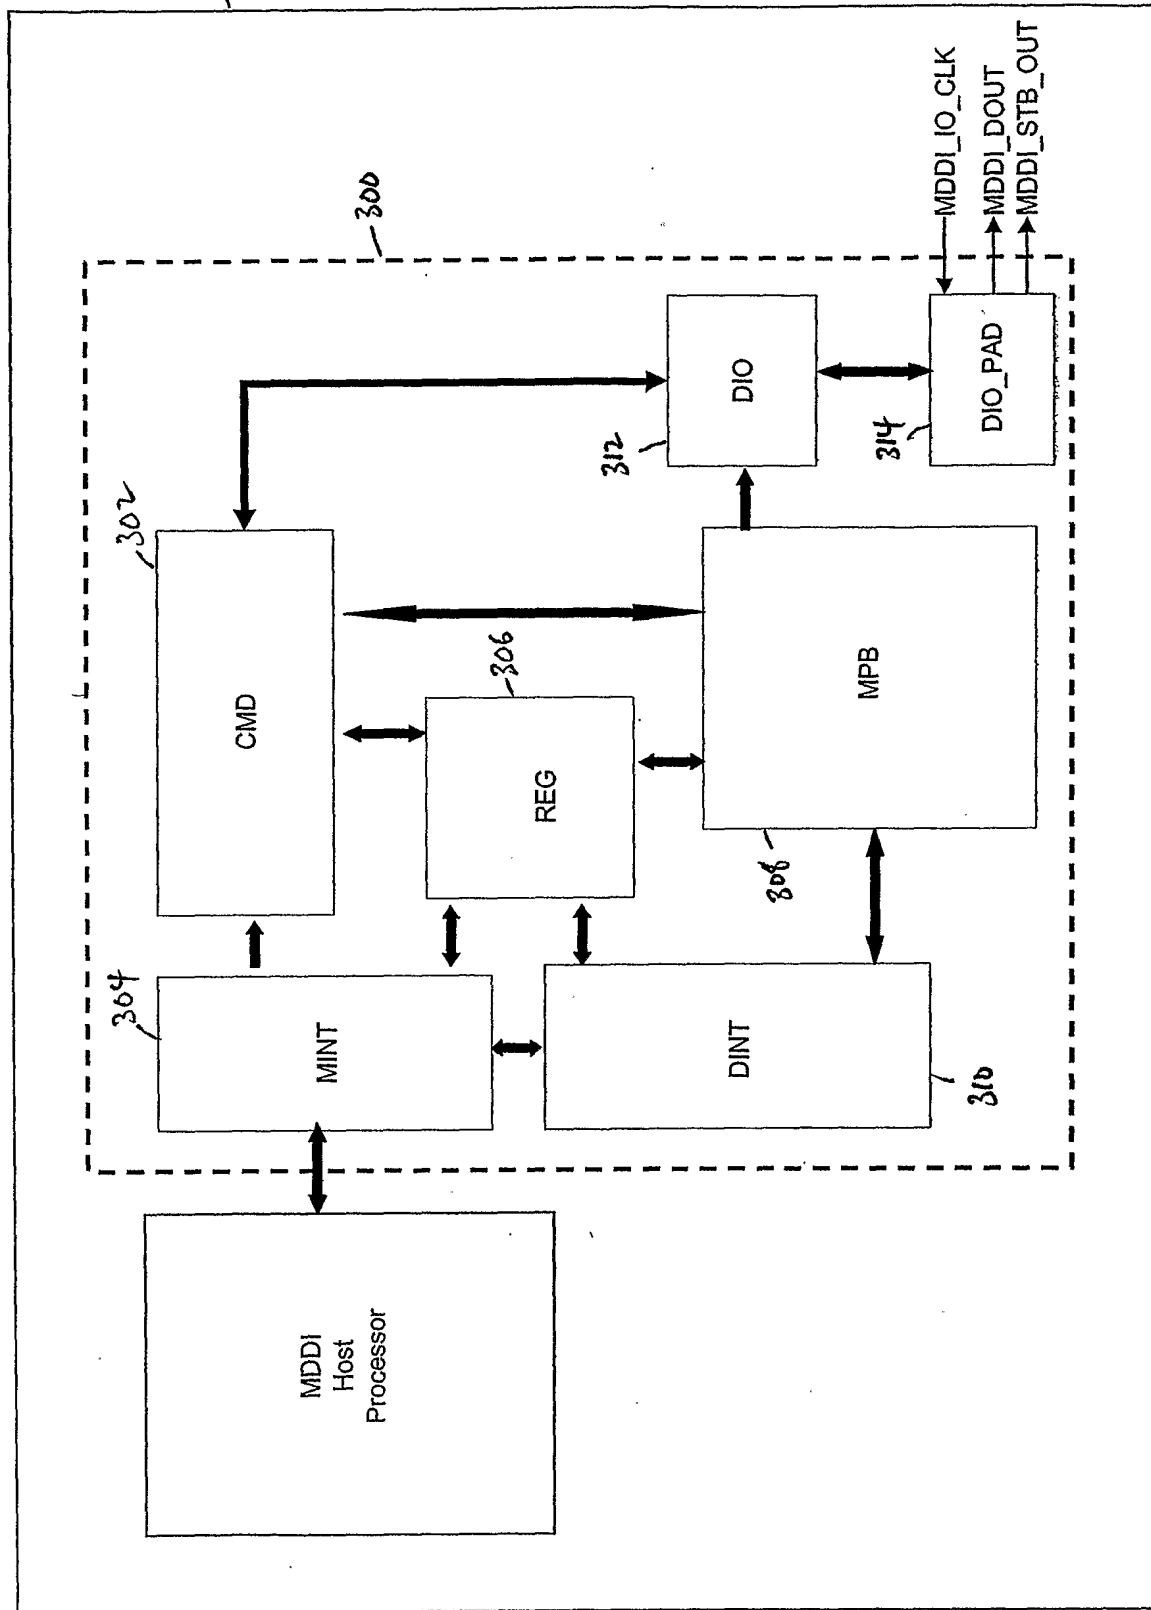 300
MDDI_IO_CLK
MDDI_DOUT
MDDI_STB_OUT
302
CMD
312
DIO
314
DIO_PAD
306
REG
308
MPB
304
MINT
DINT
310
MDDI
Host
Processor